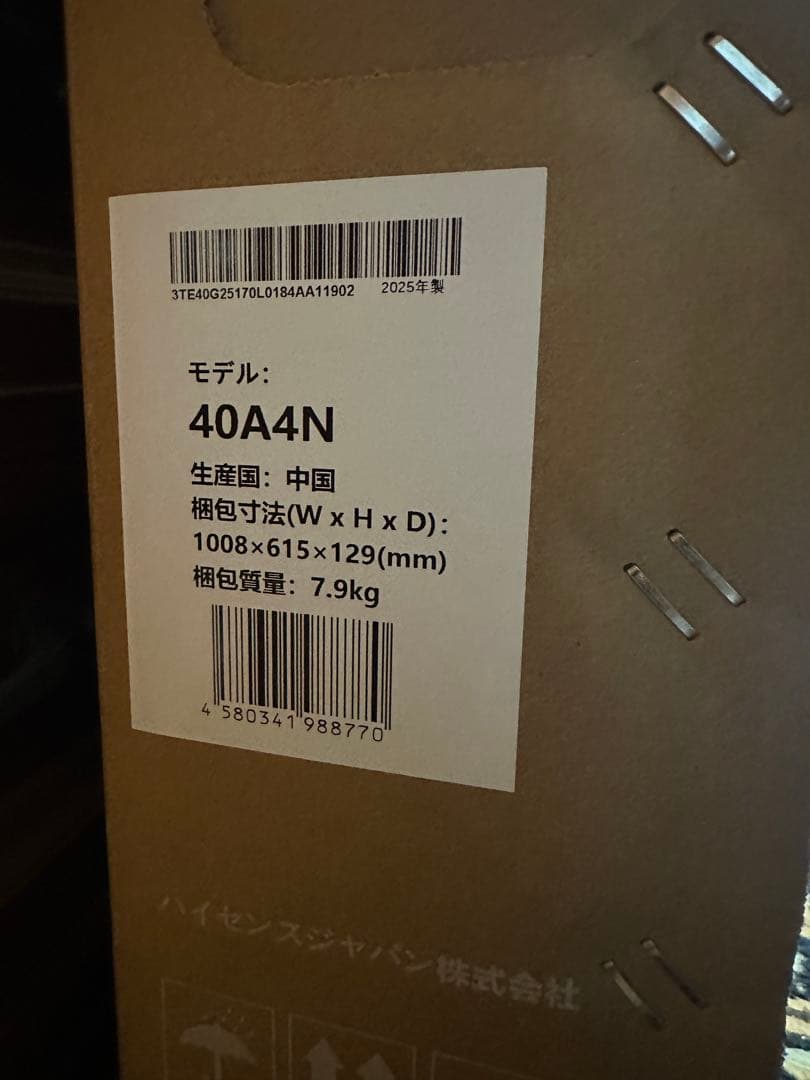 3TE40G25170L0184AA11902 2025年製
モデル：
40A4N
生産国：中国
梱包寸法(W x H x D)：
1008×615×129(mm)
梱包質量：7.9kg
4 580341 988770
ハイセンスジャパン株式会社